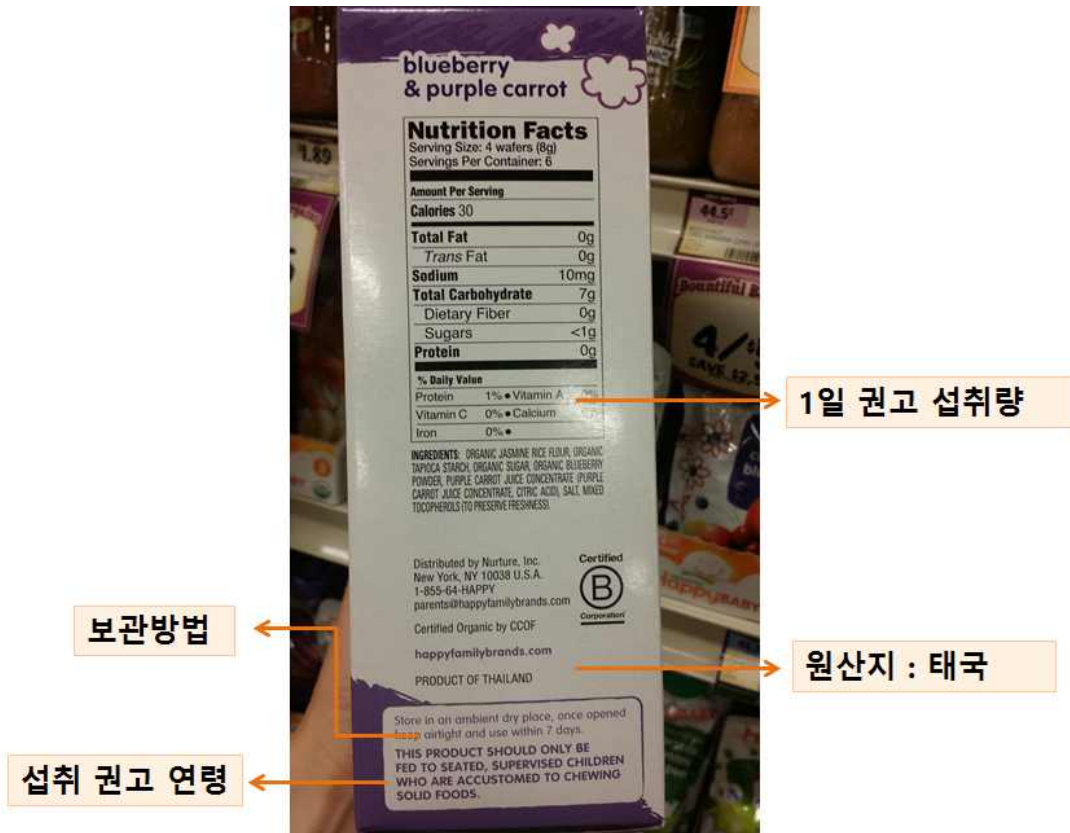 blueberry
& purple carrot
Nutrition Facts
Serving Size: 4 wafers (8g)
Servings Per Container: 6
Amount Per Serving
Calories 30
Total Fat 0g
Trans Fat 0g
Sodium 10mg
Total Carbohydrate 7g
Dietary Fiber 0g
Sugars <1g
Protein 0g
% Daily Value
Protein 1% • Vitamin A 0%
Vitamin C 0% • Calcium
Iron 0% •
INGREDIENTS: ORGANIC JASMINE RICE FLOUR, ORGANIC
TAPIOCA STARCH, ORGANIC SUGAR, ORGANIC BLUEBERRY
POWDER, PURPLE CARROT JUICE CONCENTRATE (PURPLE
CARROT JUICE CONCENTRATE, CITRIC ACID), SALT, MIXED
TOCOPHEROLS (TO PRESERVE FRESHNESS).
Distributed by Nurture, Inc.
New York, NY 10038 U.S.A.
1-855-64-HAPPY
parents@happyfamilybrands.com
Certified Organic by CCOF
happyfamilybrands.com
PRODUCT OF THAILAND
Certified
B
Corporation
Store in an ambient dry place, once opened
keep airtight and use within 7 days.
THIS PRODUCT SHOULD ONLY BE
FED TO SEATED, SUPERVISED CHILDREN
WHO ARE ACCUSTOMED TO CHEWING
SOLID FOODS.
1일 권고 섭취량
보관방법
원산지 : 태국
섭취 권고 연령
1.89
44.5¢
Bountiful
4/$
SAVE $2.5
happyBABY